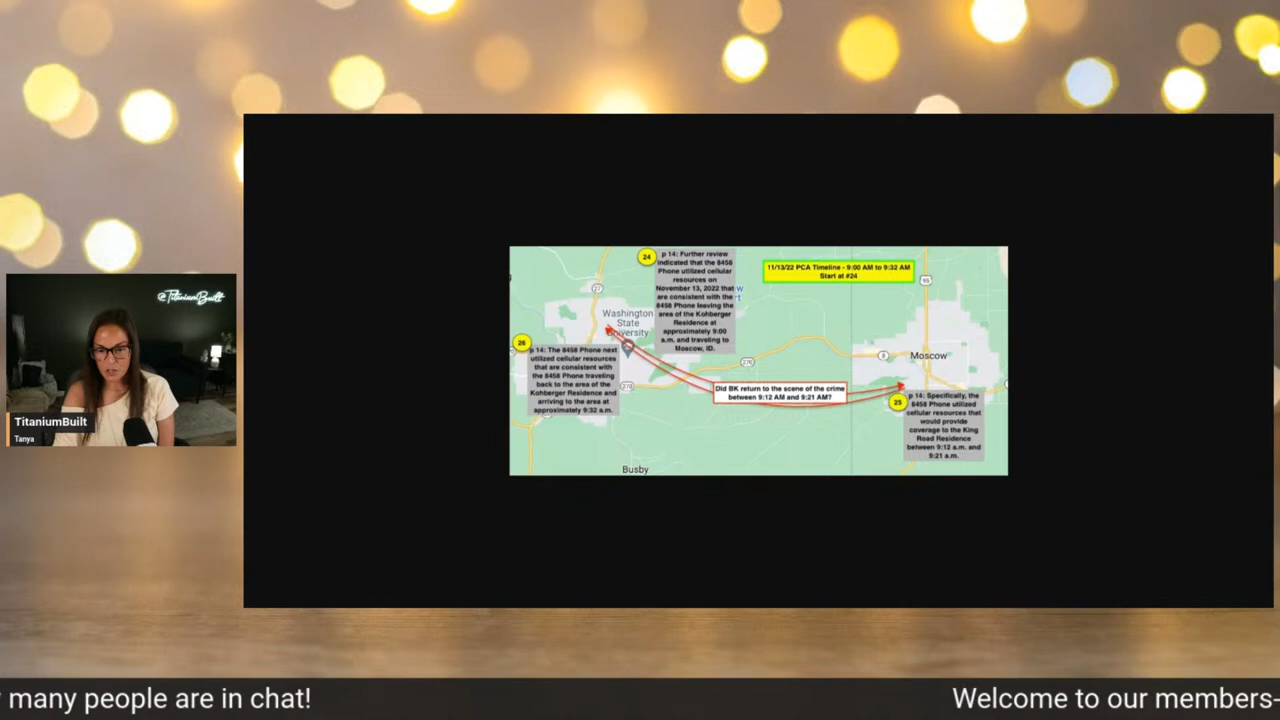 @TitaniumBuilt
TitaniumBuilt
Tanya
24
p 14: Further review
indicated that the 8458
Phone utilized cellular
resources on
November 13, 2022 that
are consistent with the
8458 Phone leaving the
area of the Kohberger
Residence at
approximately 9:00
a.m. and traveling to
Moscow, ID.
11/13/22 PCA Timeline - 9:00 AM to 9:32 AM
Start at #24
95
27
Washington
State
University
26
p 14: The 8458 Phone next
utilized cellular resources
that are consistent with
the 8458 Phone traveling
back to the area of the
Kohberger Residence and
arriving to the area at
approximately 9:32 a.m.
270
270
8
Moscow
Did BK return to the scene of the crime
between 9:12 AM and 9:21 AM?
25
p 14: Specifically, the
8458 Phone utilized
cellular resources that
would provide
coverage to the King
Road Residence
between 9:12 a.m. and
9:21 a.m.
Busby
many people are in chat!
Welcome to our members-